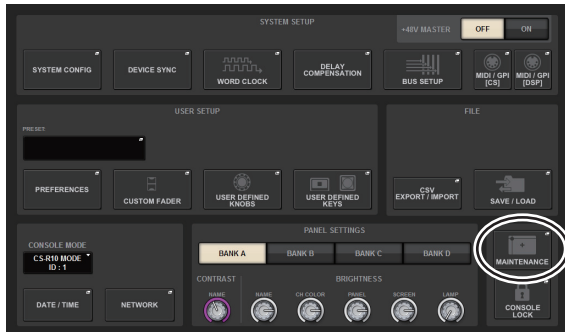 SYSTEM SETUP
+48V MASTER
OFF
ON
SYSTEM CONFIG
DEVICE SYNC
WORD CLOCK
DELAY
COMPENSATION
BUS SETUP
MIDI / GPI
[CS]
MIDI / GPI
[DSP]
USER SETUP
FILE
PRESET
PREFERENCES
CUSTOM FADER
USER DEFINED
KNOBS
USER DEFINED
KEYS
CSV
EXPORT / IMPORT
SAVE / LOAD
PANEL SETTINGS
CONSOLE MODE
CS-R10 MODE
ID : 1
BANK A
BANK B
BANK C
BANK D
MAINTENANCE
CONTRAST
BRIGHTNESS
NAME
NAME
CH COLOR
PANEL
SCREEN
LAMP
DATE / TIME
NETWORK
CONSOLE
LOCK